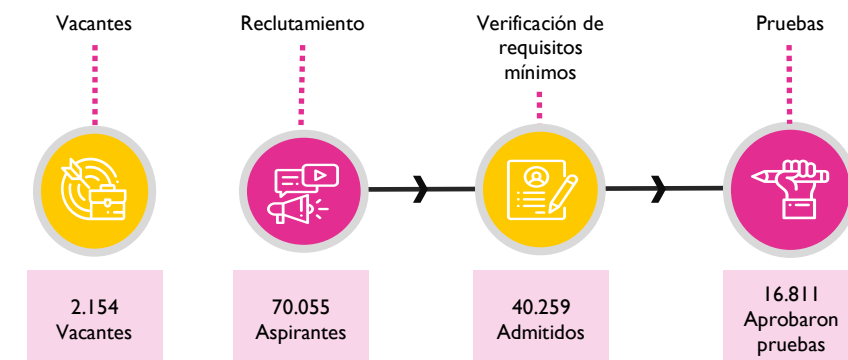 Vacantes
Reclutamiento
Verificación de
requisitos
mínimos
Pruebas
2.154
Vacantes
70.055
Aspirantes
40.259
Admitidos
16.811
Aprobaron
pruebas